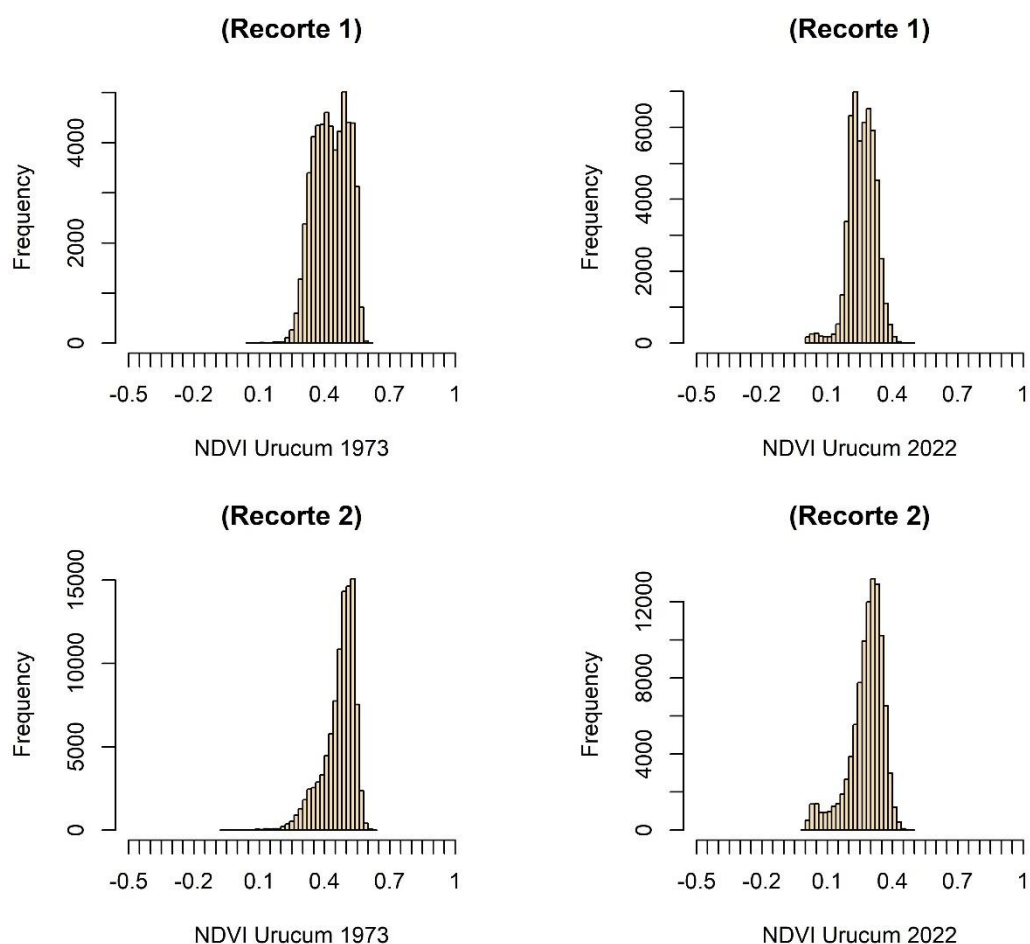 (Recorte 1)
Frequency
0 2000 4000
-0.5 -0.2 0.1 0.4 0.7 1
NDVI Urucum 1973
(Recorte 1)
Frequency
0 2000 4000 6000
-0.5 -0.2 0.1 0.4 0.7 1
NDVI Urucum 2022
(Recorte 2)
Frequency
0 5000 10000 15000
-0.5 -0.2 0.1 0.4 0.7 1
NDVI Urucum 1973
(Recorte 2)
Frequency
0 4000 8000 12000
-0.5 -0.2 0.1 0.4 0.7 1
NDVI Urucum 2022